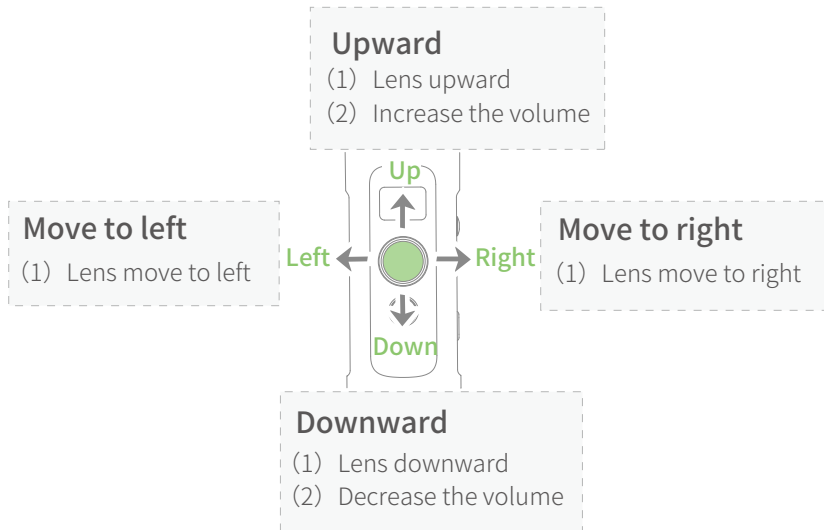 Upward
（1） Lens upward
（2） Increase the volume
Up
Move to left
（1） Lens move to left
Left
Right
Move to right
（1） Lens move to right
Down
Downward
（1） Lens downward
（2） Decrease the volume